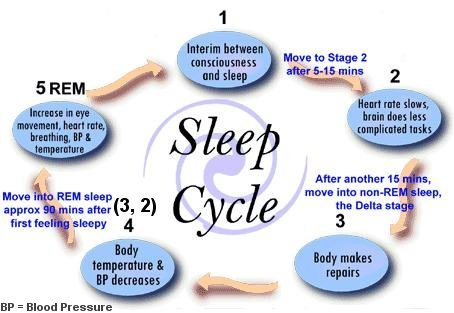 1
Interim between
consciousness
and sleep
Move to Stage 2
after 5-15 mins
2
Heart rate slows,
brain does less
complicated tasks
After another 15 mins,
move into non-REM sleep,
the Delta stage
3
Body makes
repairs
(3, 2)
4
Body
temperature &
BP decreases
Move into REM sleep
approx 90 mins after
first feeling sleepy
5 REM
Increase in eye
movement, heart rate,
breathing, BP &
temperature
Sleep
Cycle
BP = Blood Pressure